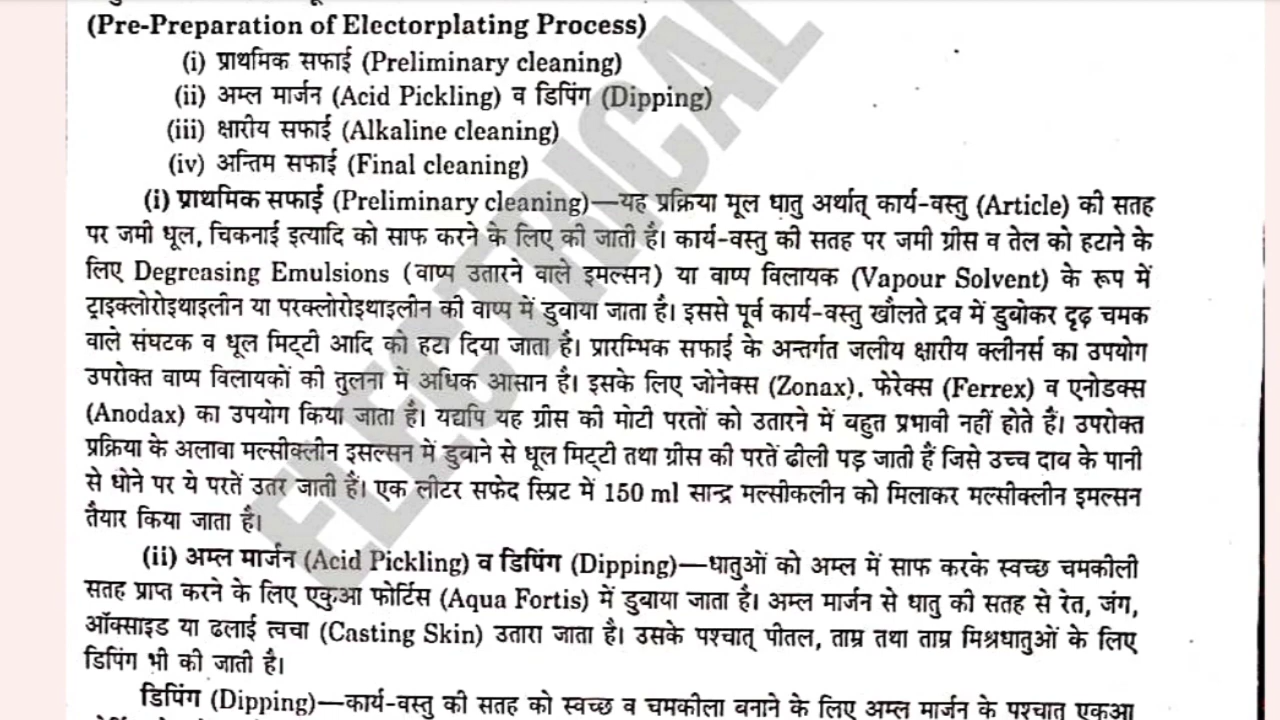 (Pre-Preparation of Electorplating Process)
(i) प्राथमिक सफाई (Preliminary cleaning)
(ii) अम्ल मार्जन (Acid Pickling) व डिपिंग (Dipping)
(iii) क्षारीय सफाई (Alkaline cleaning)
(iv) अन्तिम सफाई (Final cleaning)
(i) प्राथमिक सफाई (Preliminary cleaning)—यह प्रक्रिया मूल धातु अर्थात् कार्य-वस्तु (Article) की सतह
पर जमी धूल, चिकनाई इत्यादि को साफ करने के लिए की जाती है। कार्य-वस्तु की सतह पर जमी ग्रीस व तेल को हटाने के
लिए Degreasing Emulsions (वाष्प उतारने वाले इमल्सन) या वाष्प विलायक (Vapour Solvent) के रूप में
ट्राइक्लोरोइथाइलीन या परक्लोरोइथाइलीन की वाष्प में डुबाया जाता है। इससे पूर्व कार्य-वस्तु खौलते द्रव में डुबोकर दृढ़ चमक
वाले संघटक व धूल मिट्टी आदि को हटा दिया जाता है। प्रारम्भिक सफाई के अन्तर्गत जलीय क्षारीय क्लीनर्स का उपयोग
उपरोक्त वाष्प विलायकों की तुलना में अधिक आसान है। इसके लिए जोनेक्स (Zonax), फेरेक्स (Ferrex) व एनोडक्स
(Anodax) का उपयोग किया जाता है। यद्यपि यह ग्रीस की मोटी परतों को उतारने में बहुत प्रभावी नहीं होते हैं। उपरोक्त
प्रक्रिया के अलावा मल्सीक्लीन इसल्सन में डुबाने से धूल मिट्टी तथा ग्रीस की परतें ढीली पड़ जाती हैं जिसे उच्च दाब के पानी
से धोने पर ये परतें उतर जाती हैं। एक लीटर सफेद स्प्रिट में 150 ml सान्द्र मल्सीकलीन को मिलाकर मल्सीक्लीन इमल्सन
तैयार किया जाता है।
(ii) अम्ल मार्जन (Acid Pickling) व डिपिंग (Dipping)—धातुओं को अम्ल में साफ करके स्वच्छ चमकीली
सतह प्राप्त करने के लिए एकुआ फोर्टिस (Aqua Fortis) में डुबाया जाता है। अम्ल मार्जन से धातु की सतह से रेत, जंग,
ऑक्साइड या ढलाई त्वचा (Casting Skin) उतारा जाता है। उसके पश्चात् पीतल, ताम्र तथा ताम्र मिश्रधातुओं के लिए
डिपिंग भी की जाती है।
डिपिंग (Dipping)—कार्य-वस्तु की सतह को स्वच्छ व चमकीला बनाने के लिए अम्ल मार्जन के पश्चात एकुआ
ELECTRICAL